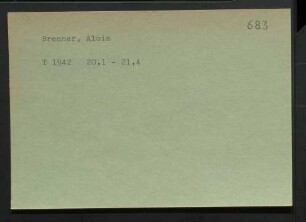 683
Brenner, Alois
T 1942 20,1 - 21,4